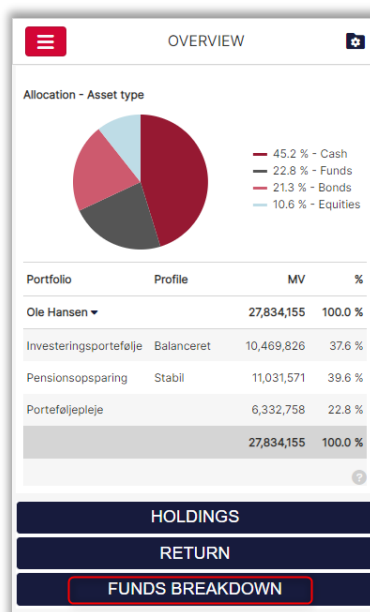 OVERVIEW
Allocation - Asset type
45.2 % - Cash
22.8 % - Funds
21.3 % - Bonds
10.6 % - Equities
Portfolio Profile MV %
Ole Hansen 27,834,155 100.0 %
Investeringsportefølje Balanceret 10,469,826 37.6 %
Pensionsopsparing Stabil 11,031,571 39.6 %
Porteføljepleje 6,332,758 22.8 %
27,834,155 100.0 %
?
HOLDINGS
RETURN
FUNDS BREAKDOWN